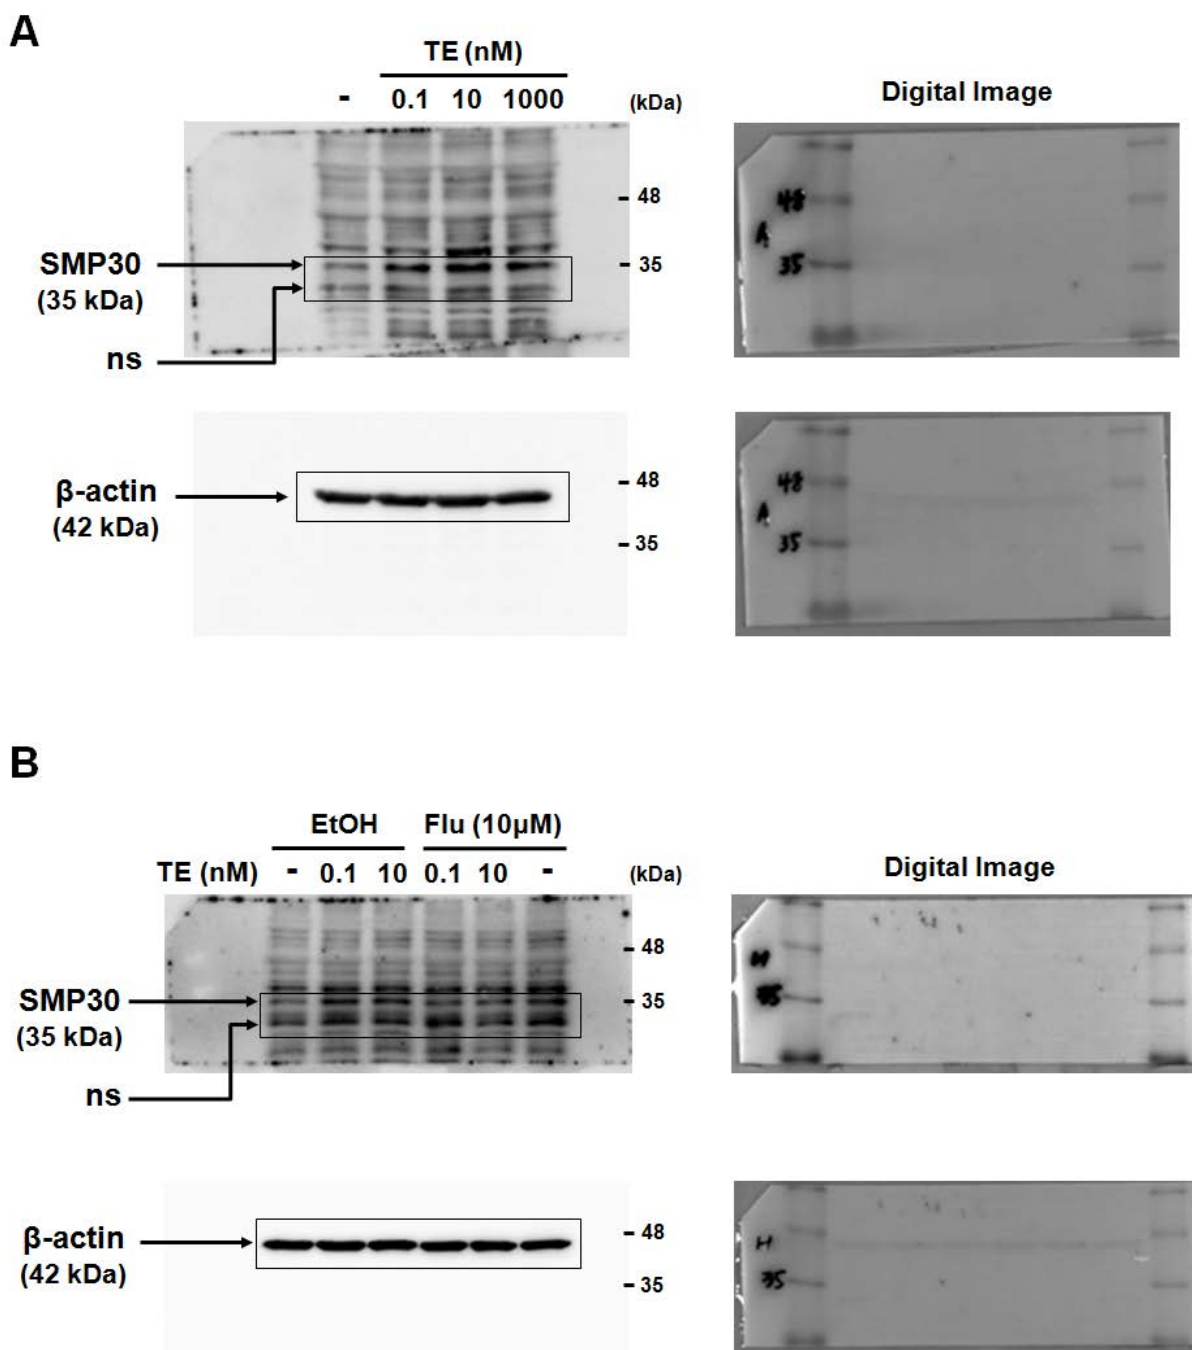 A
TE (nM)
- 0.1 10 1000 (kDa)
Digital Image
48
SMP30
(35 kDa)
35
ns
48
A
35
β-actin
(42 kDa)
48
35
48
A
35
B
EtOH Flu (10µM)
TE (nM) - 0.1 10 0.1 10 - (kDa)
Digital Image
48
SMP30
(35 kDa)
35
ns
H
35
β-actin
(42 kDa)
48
35
H
35